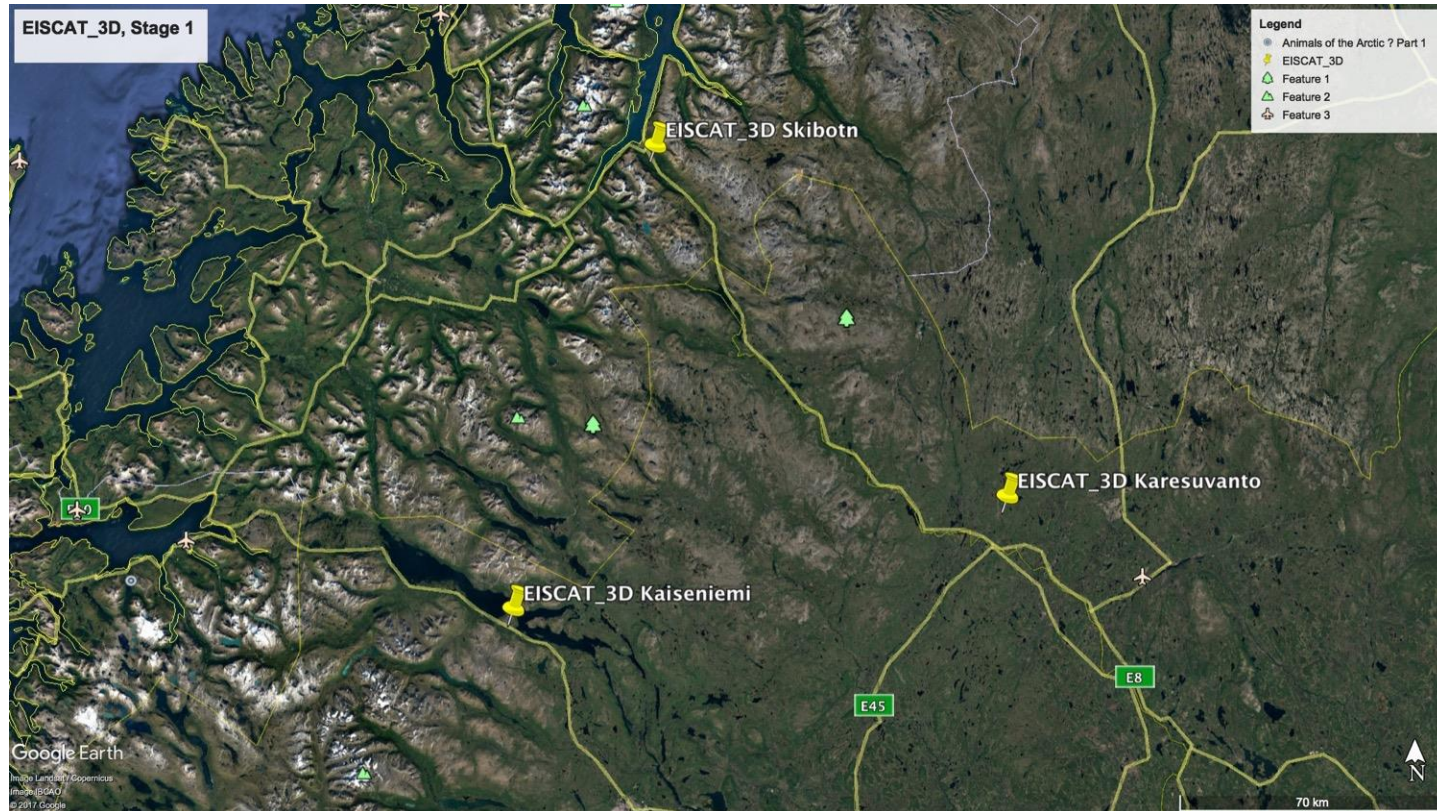 EISCAT_3D, Stage 1
Legend
Animals of the Arctic ? Part 1
EISCAT_3D
Feature 1
Feature 2
Feature 3
EISCAT_3D Skibotn
EISCAT_3D Karesuvanto
EISCAT_3D Kaiseniemi
E8
E45
Google Earth
Image Landsat / Copernicus
Image IBCAO
© 2017 Google
N
70 km